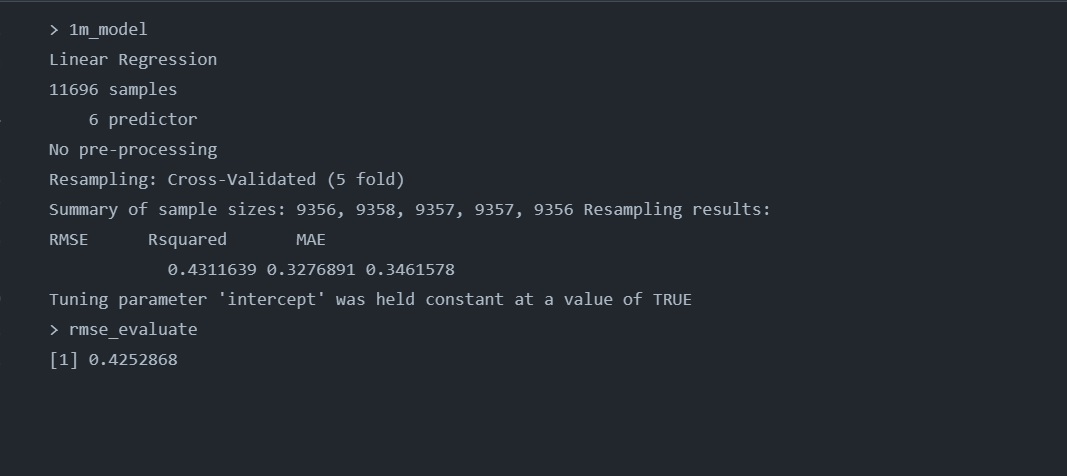 > 1m_model
Linear Regression
11696 samples
6 predictor
No pre-processing
Resampling: Cross-Validated (5 fold)
Summary of sample sizes: 9356, 9358, 9357, 9357, 9356 Resampling results:
RMSE Rsquared MAE
0.4311639 0.3276891 0.3461578
Tuning parameter 'intercept' was held constant at a value of TRUE
> rmse_evaluate
[1] 0.4252868